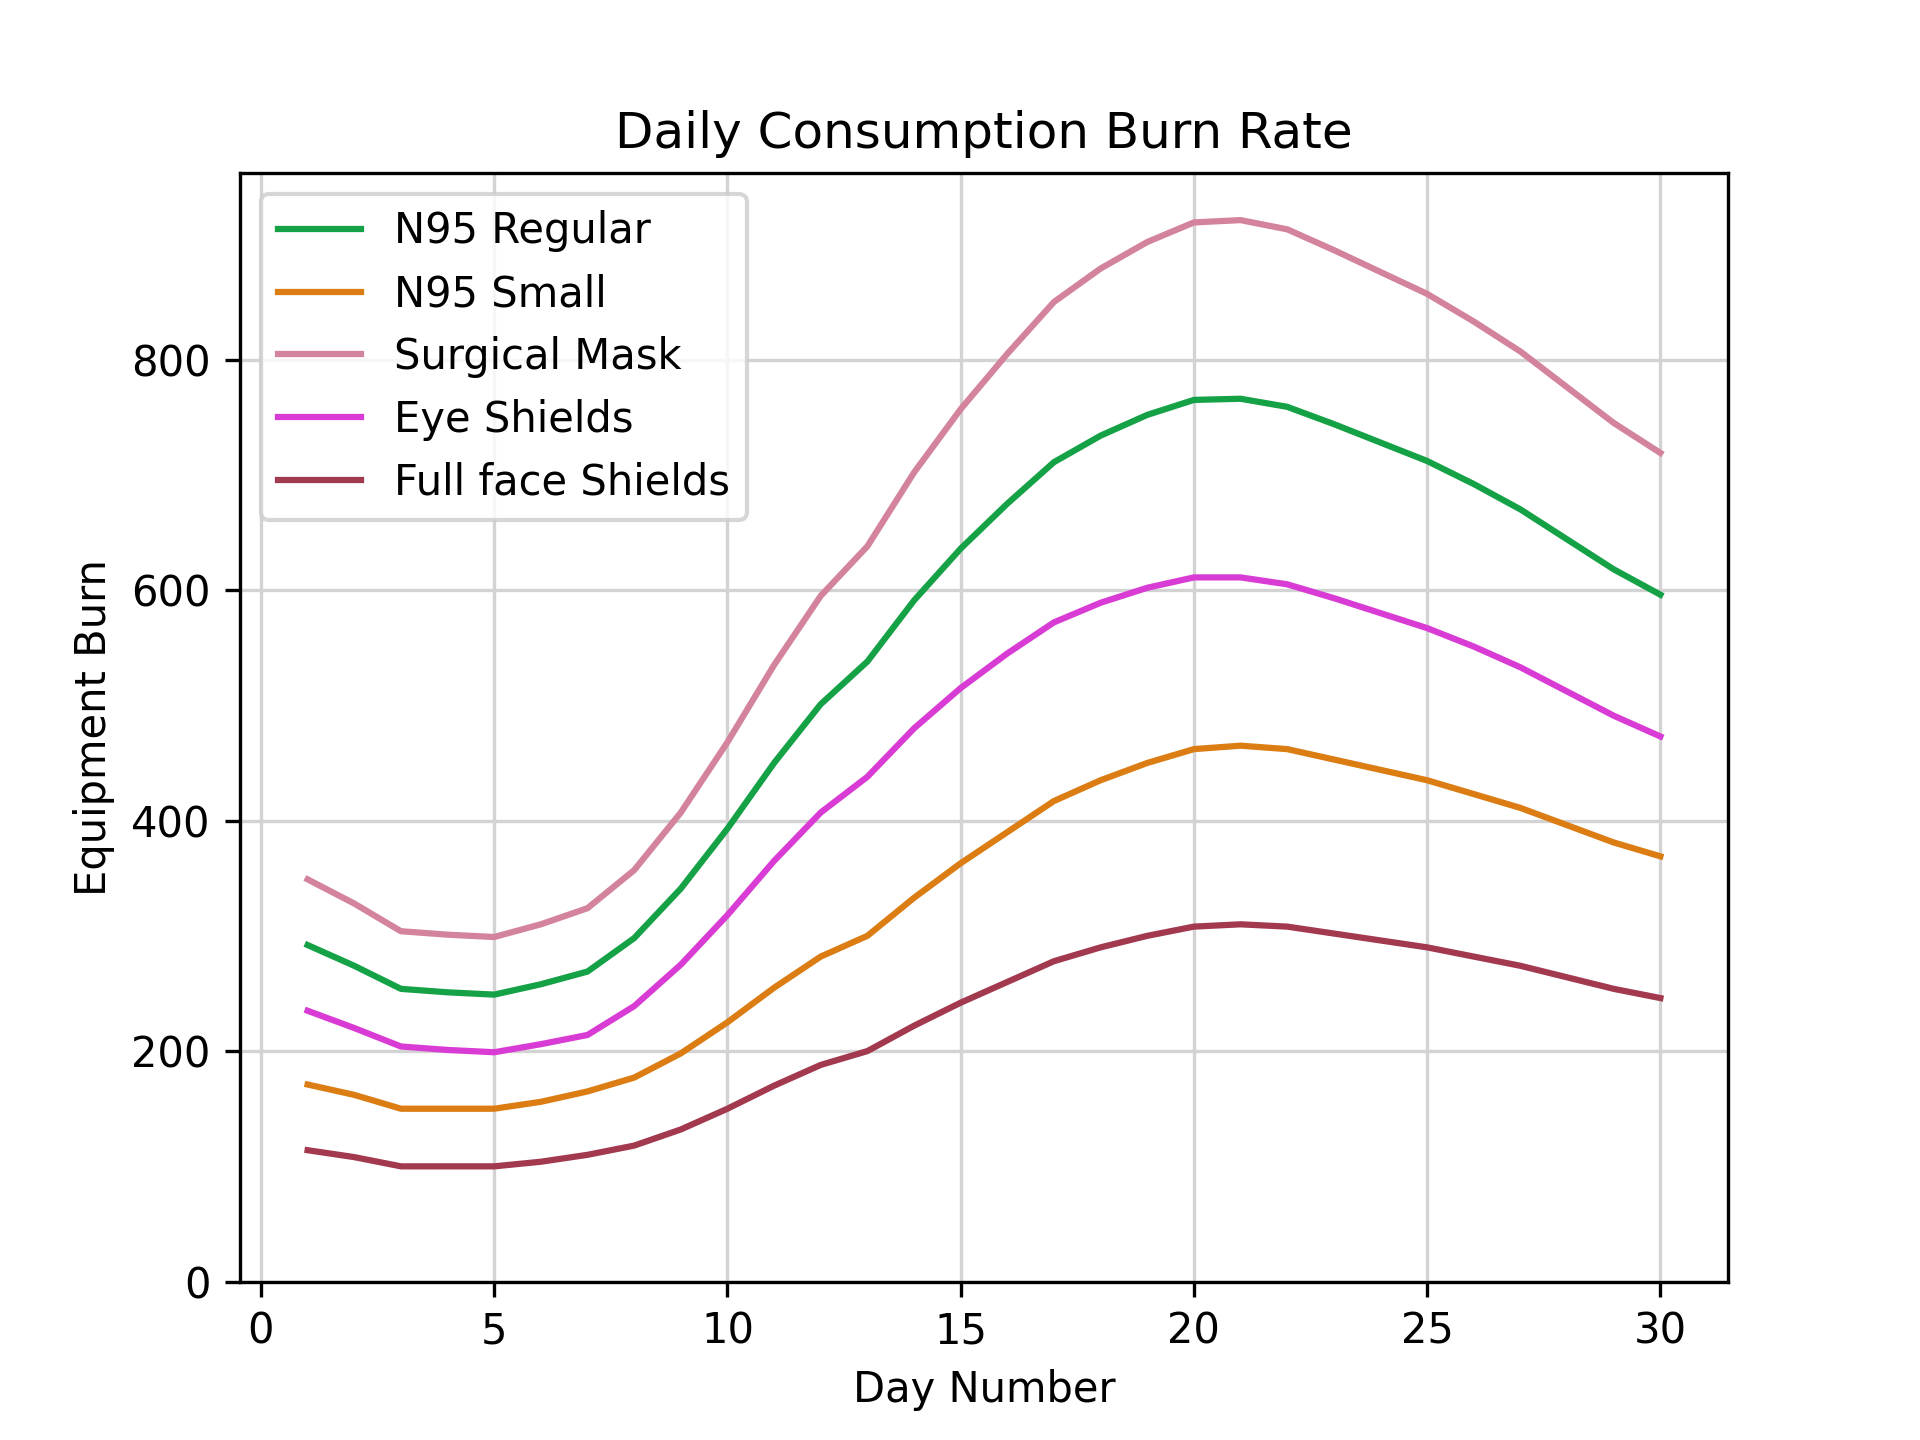 Daily Consumption Burn Rate
N95 Regular
N95 Small
Surgical Mask
Eye Shields
Full face Shields
Equipment Burn
800
600
400
200
0
0 5 10 15 20 25 30
Day Number